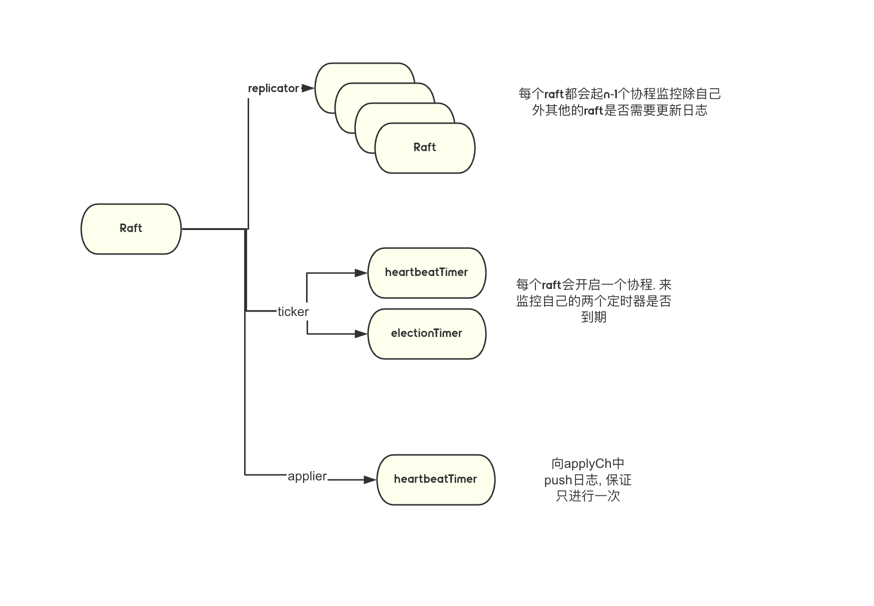 replicator
每个raft都会起n-1个协程监控除自己
外其他的raft是否需要更新日志
Raft
Raft
heartbeatTimer
每个raft会开启一个协程, 来
监控自己的两个定时器是否
到期
ticker
electionTimer
applier
heartbeatTimer
向applyCh中
push日志, 保证
只进行一次